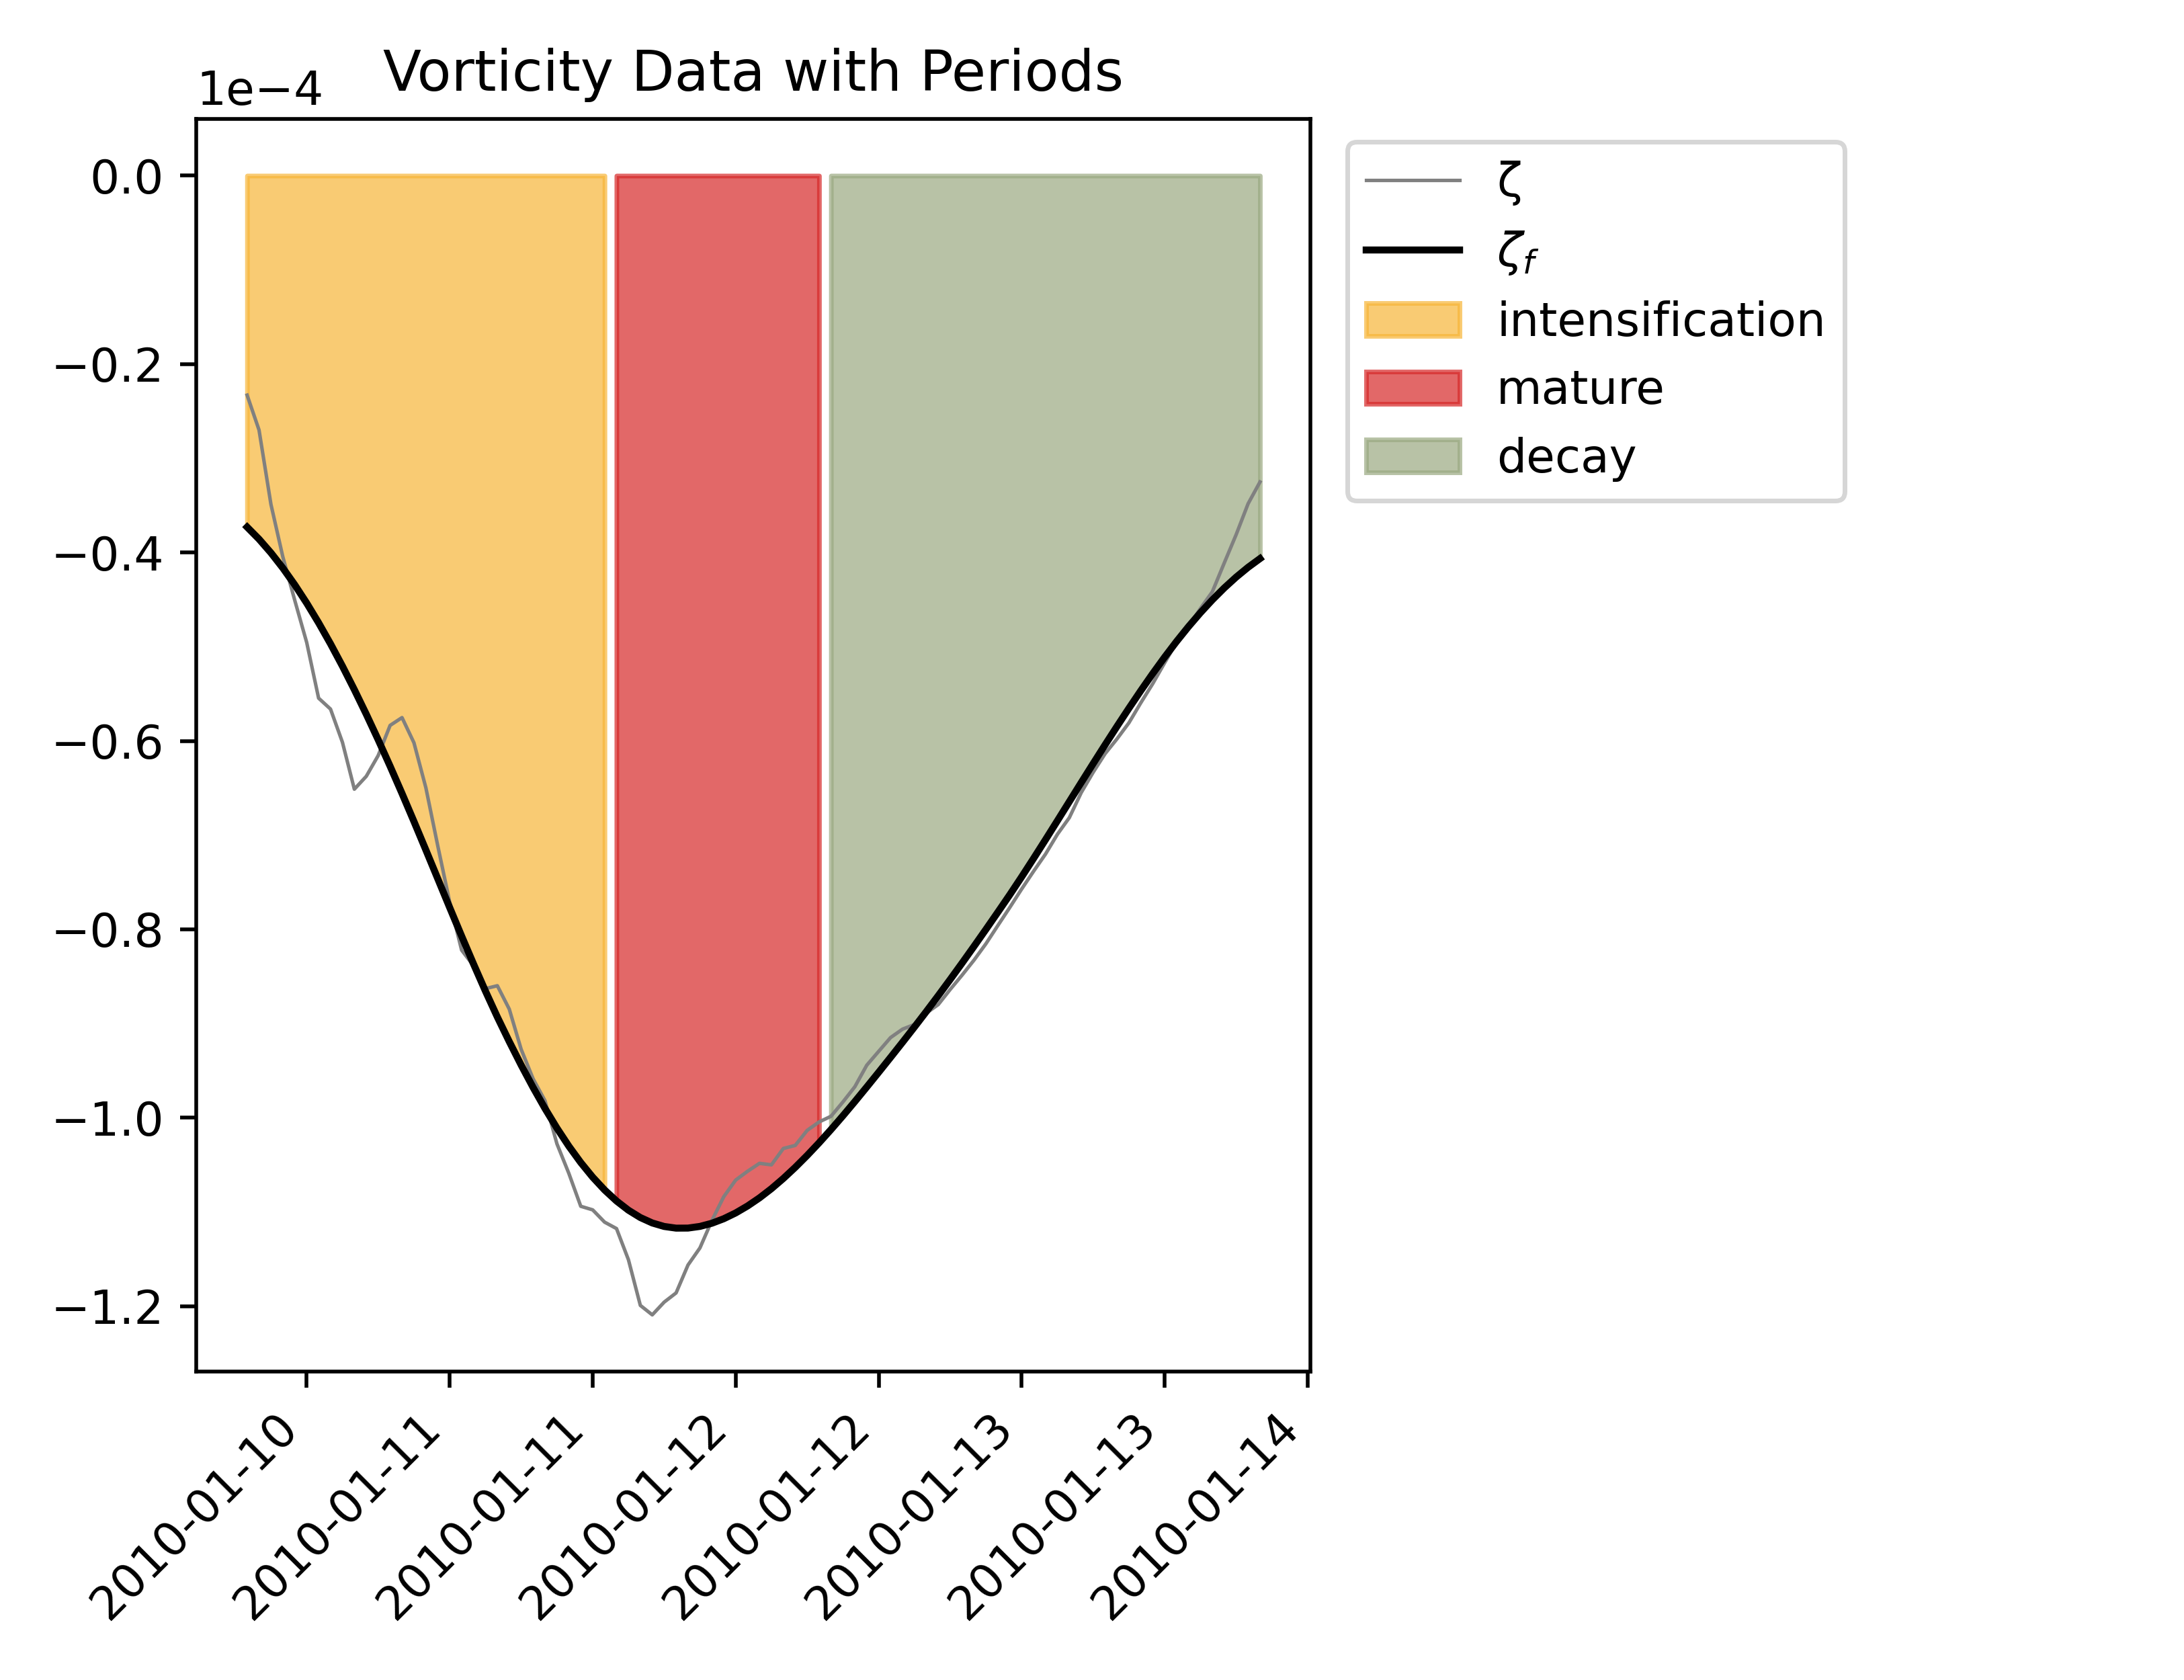 Vorticity Data with Periods
1e−4
0.0
−0.2
−0.4
−0.6
−0.8
−1.0
−1.2
2010-01-10
2010-01-11
2010-01-11
2010-01-12
2010-01-12
2010-01-13
2010-01-13
2010-01-14
ζ
ζf
intensification
mature
decay